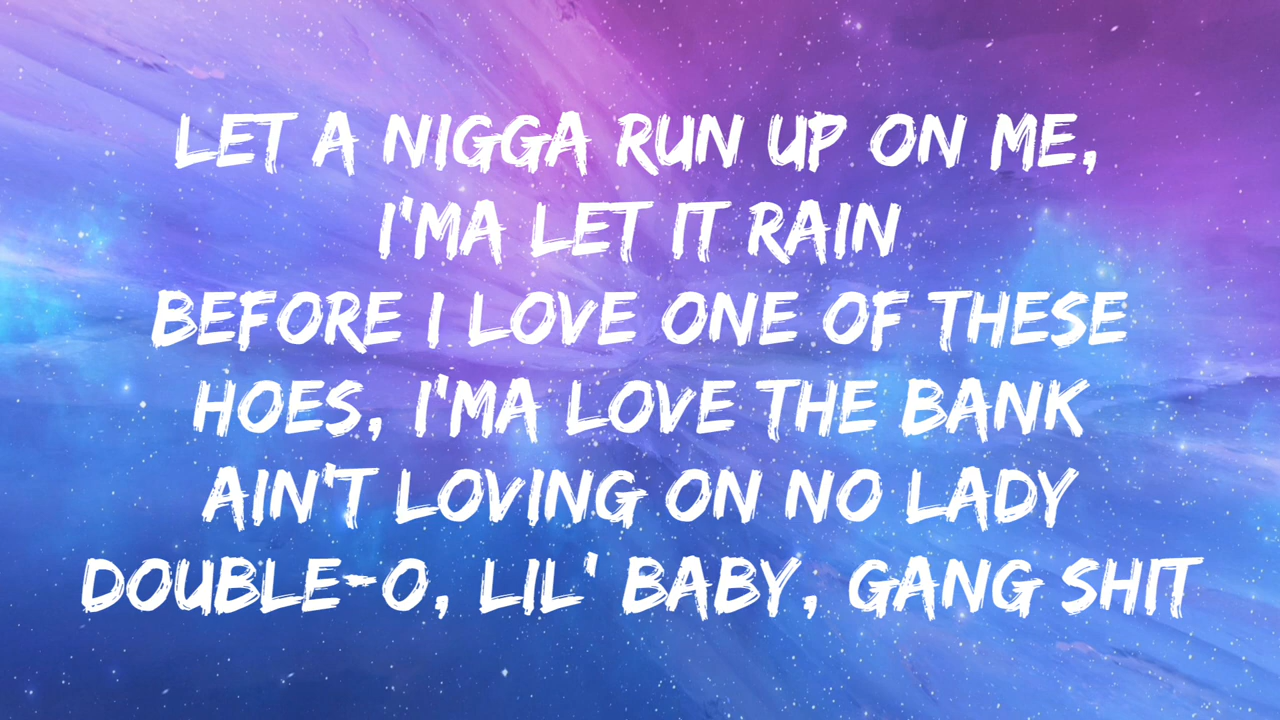 LET A NIGGA RUN UP ON ME,
I'MA LET IT RAIN
BEFORE I LOVE ONE OF THESE
HOES, I'MA LOVE THE BANK
AIN'T LOVING ON NO LADY
DOUBLE-O, LIL' BABY, GANG SHIT